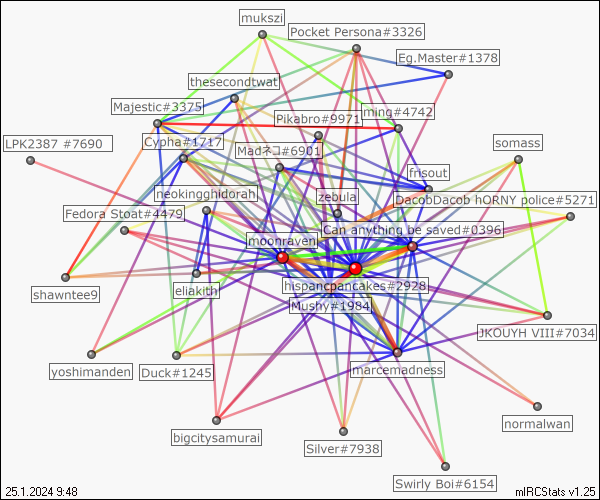 mukszi
Pocket Persona#3326
Eg.Master#1378
thesecondtwat
Majestic#3375
Pikabro#9971
ming#4742
LPK2387 #7690
Cypha#1717
Madネコ#6901
somass
frisout
neokingghidorah
zebula
DacobDacob hORNY police#5271
Fedora Stoat#4479
Can anything be saved#0396
moonraven
shawntee9
eliakith
hispancpancakes#2928
Mushy#1984
JKOUYH VIII#7034
yoshimanden
Duck#1245
marcemadness
bigcitysamurai
Silver#7938
normalwan
Swirly Boi#6154
25.1.2024 9:48
mIRCStats v1.25